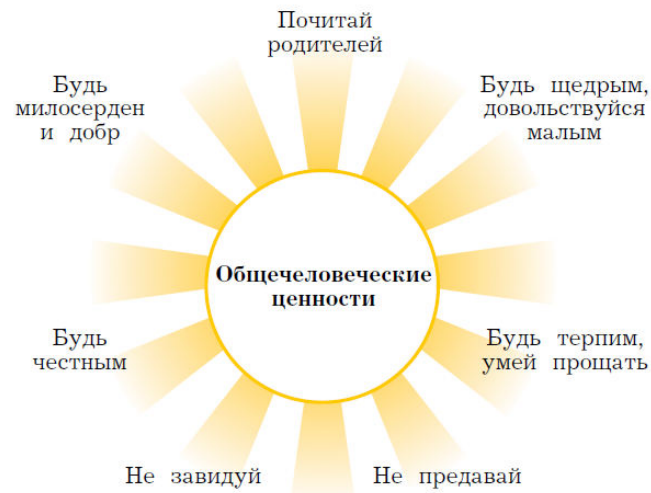 Почитай
родителей
Будь
милосерден
и добр
Будь щедрым,
довольствуйся
малым
Общечеловеческие
ценности
Будь
честным
Будь терпим,
умей прощать
Не завидуй
Не предавай